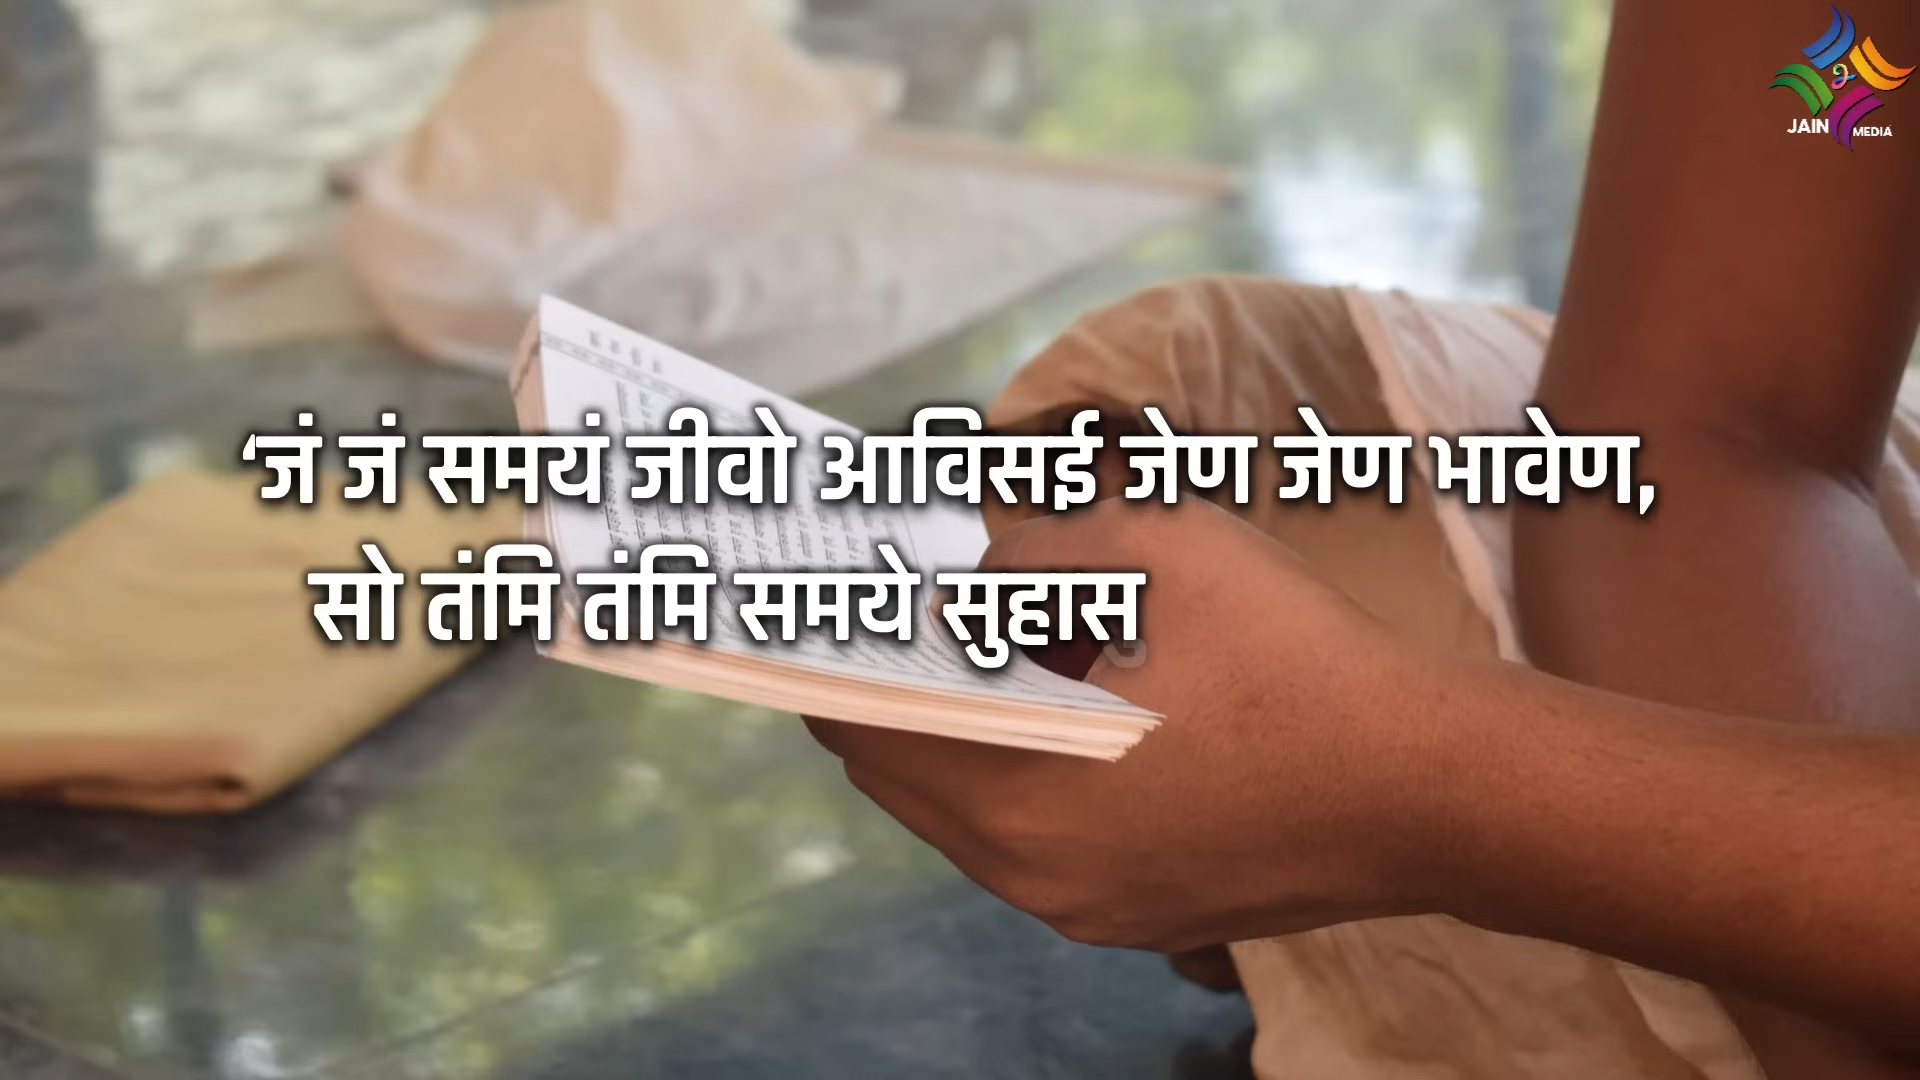 JAIN MEDIA
‘जं जं समयं जीवो आविसई जेण जेण भावेण,
सो तंमि तंमि समये सुहासु